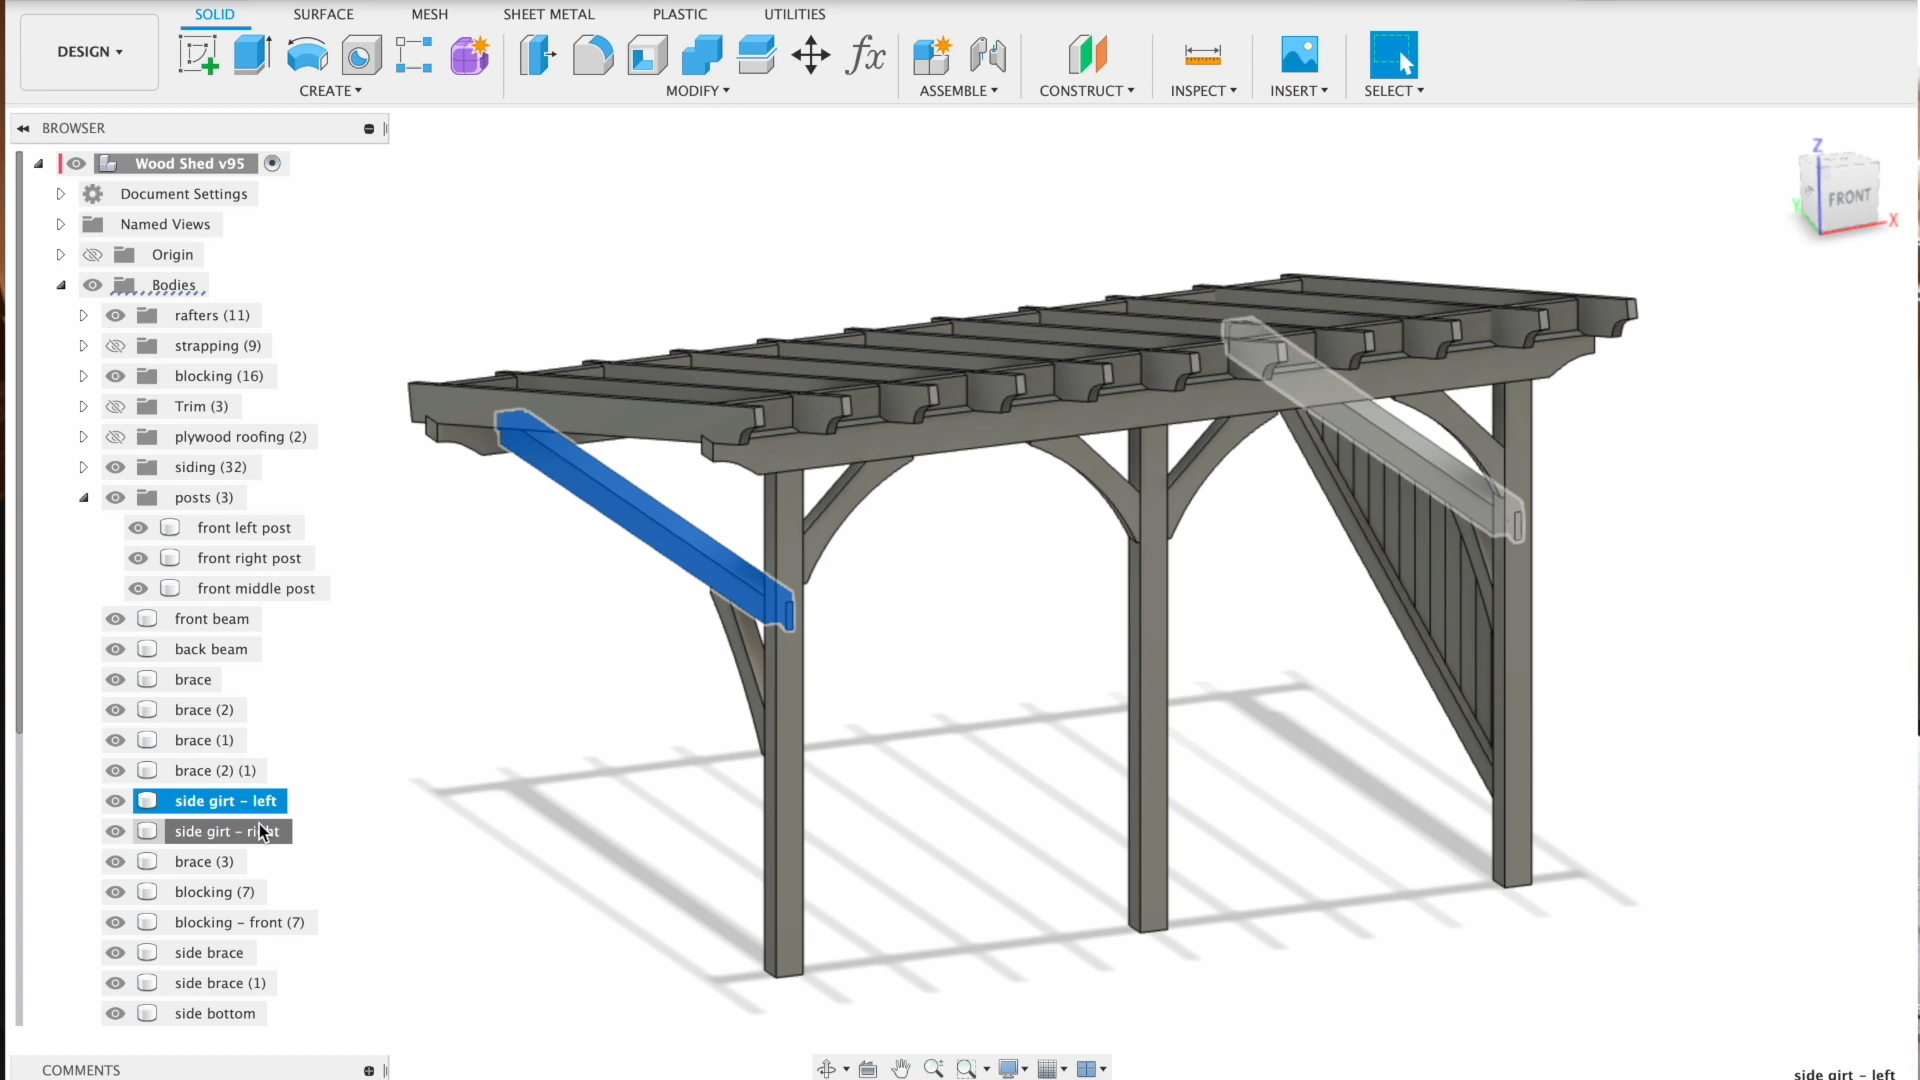 SOLID SURFACE MESH SHEET METAL PLASTIC UTILITIES
DESIGN
fx
CREATE MODIFY ASSEMBLE CONSTRUCT INSPECT INSERT SELECT
BROWSER
Wood Shed v95
Document Settings
Named Views
Origin
Bodies
rafters (11)
strapping (9)
blocking (16)
Trim (3)
plywood roofing (2)
siding (32)
posts (3)
front left post
front right post
front middle post
front beam
back beam
brace
brace (2)
brace (1)
brace (2) (1)
side girt – left
side girt – right
brace (3)
blocking (7)
blocking – front (7)
side brace
side brace (1)
side bottom
COMMENTS
Z
FRONT
Y
X
side girt – left